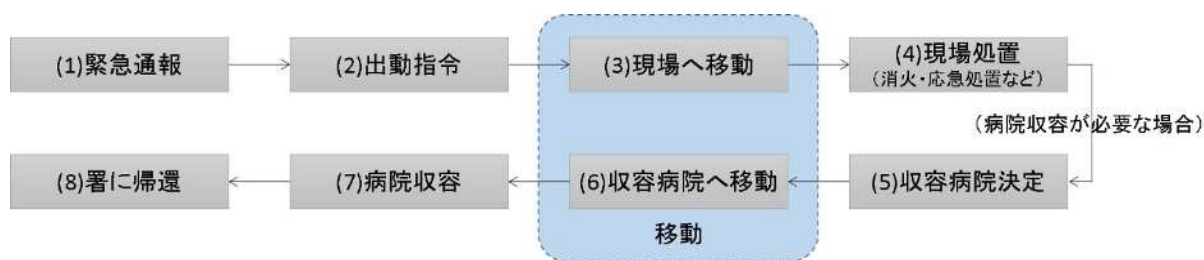 (1)緊急通報
(2)出動指令
(3)現場へ移動
(4)現場処置
(消火・応急処置など)
(病院収容が必要な場合)
(8)署に帰還
(7)病院収容
(6)収容病院へ移動
(5)収容病院決定
移動